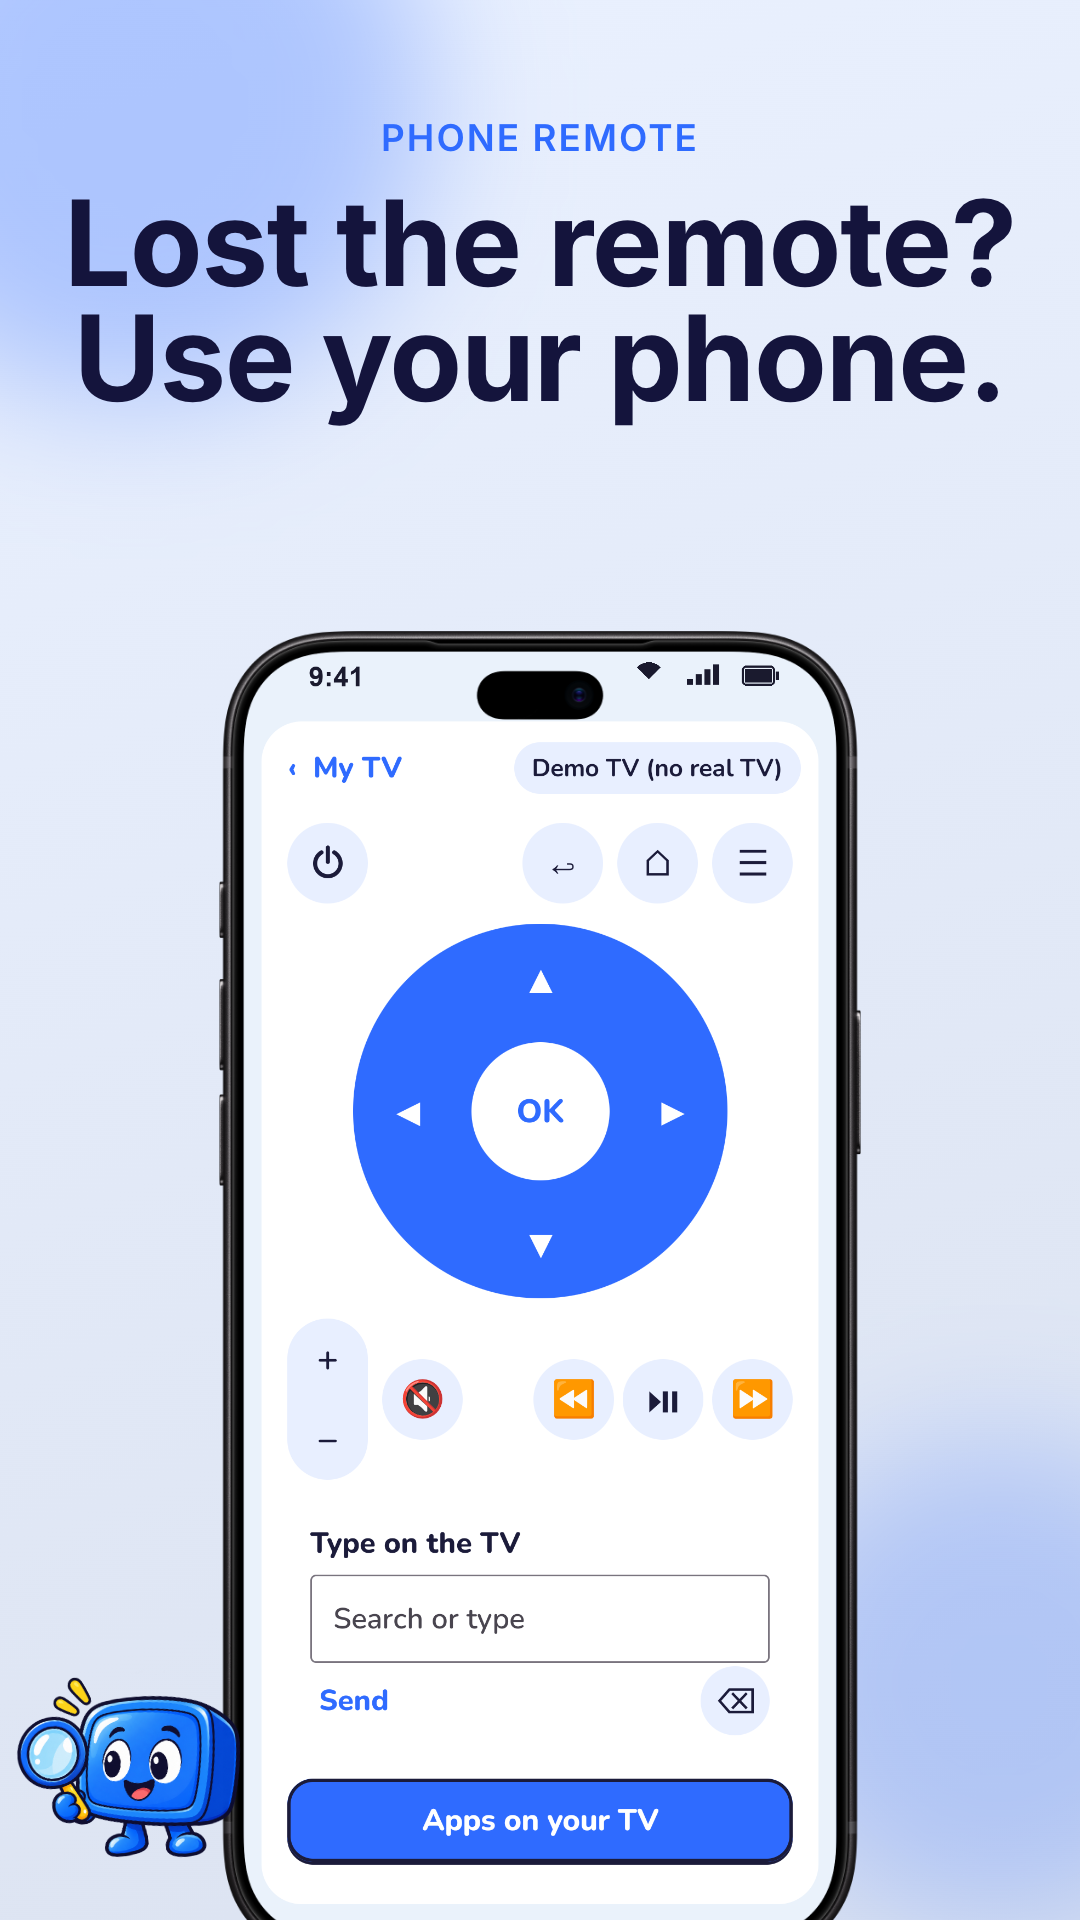 PHONE REMOTE
Lost the remote?
Use your phone.
9:41
‹ My TV
Demo TV (no real TV)
OK
+
−
Type on the TV
Search or type
Send
Apps on your TV